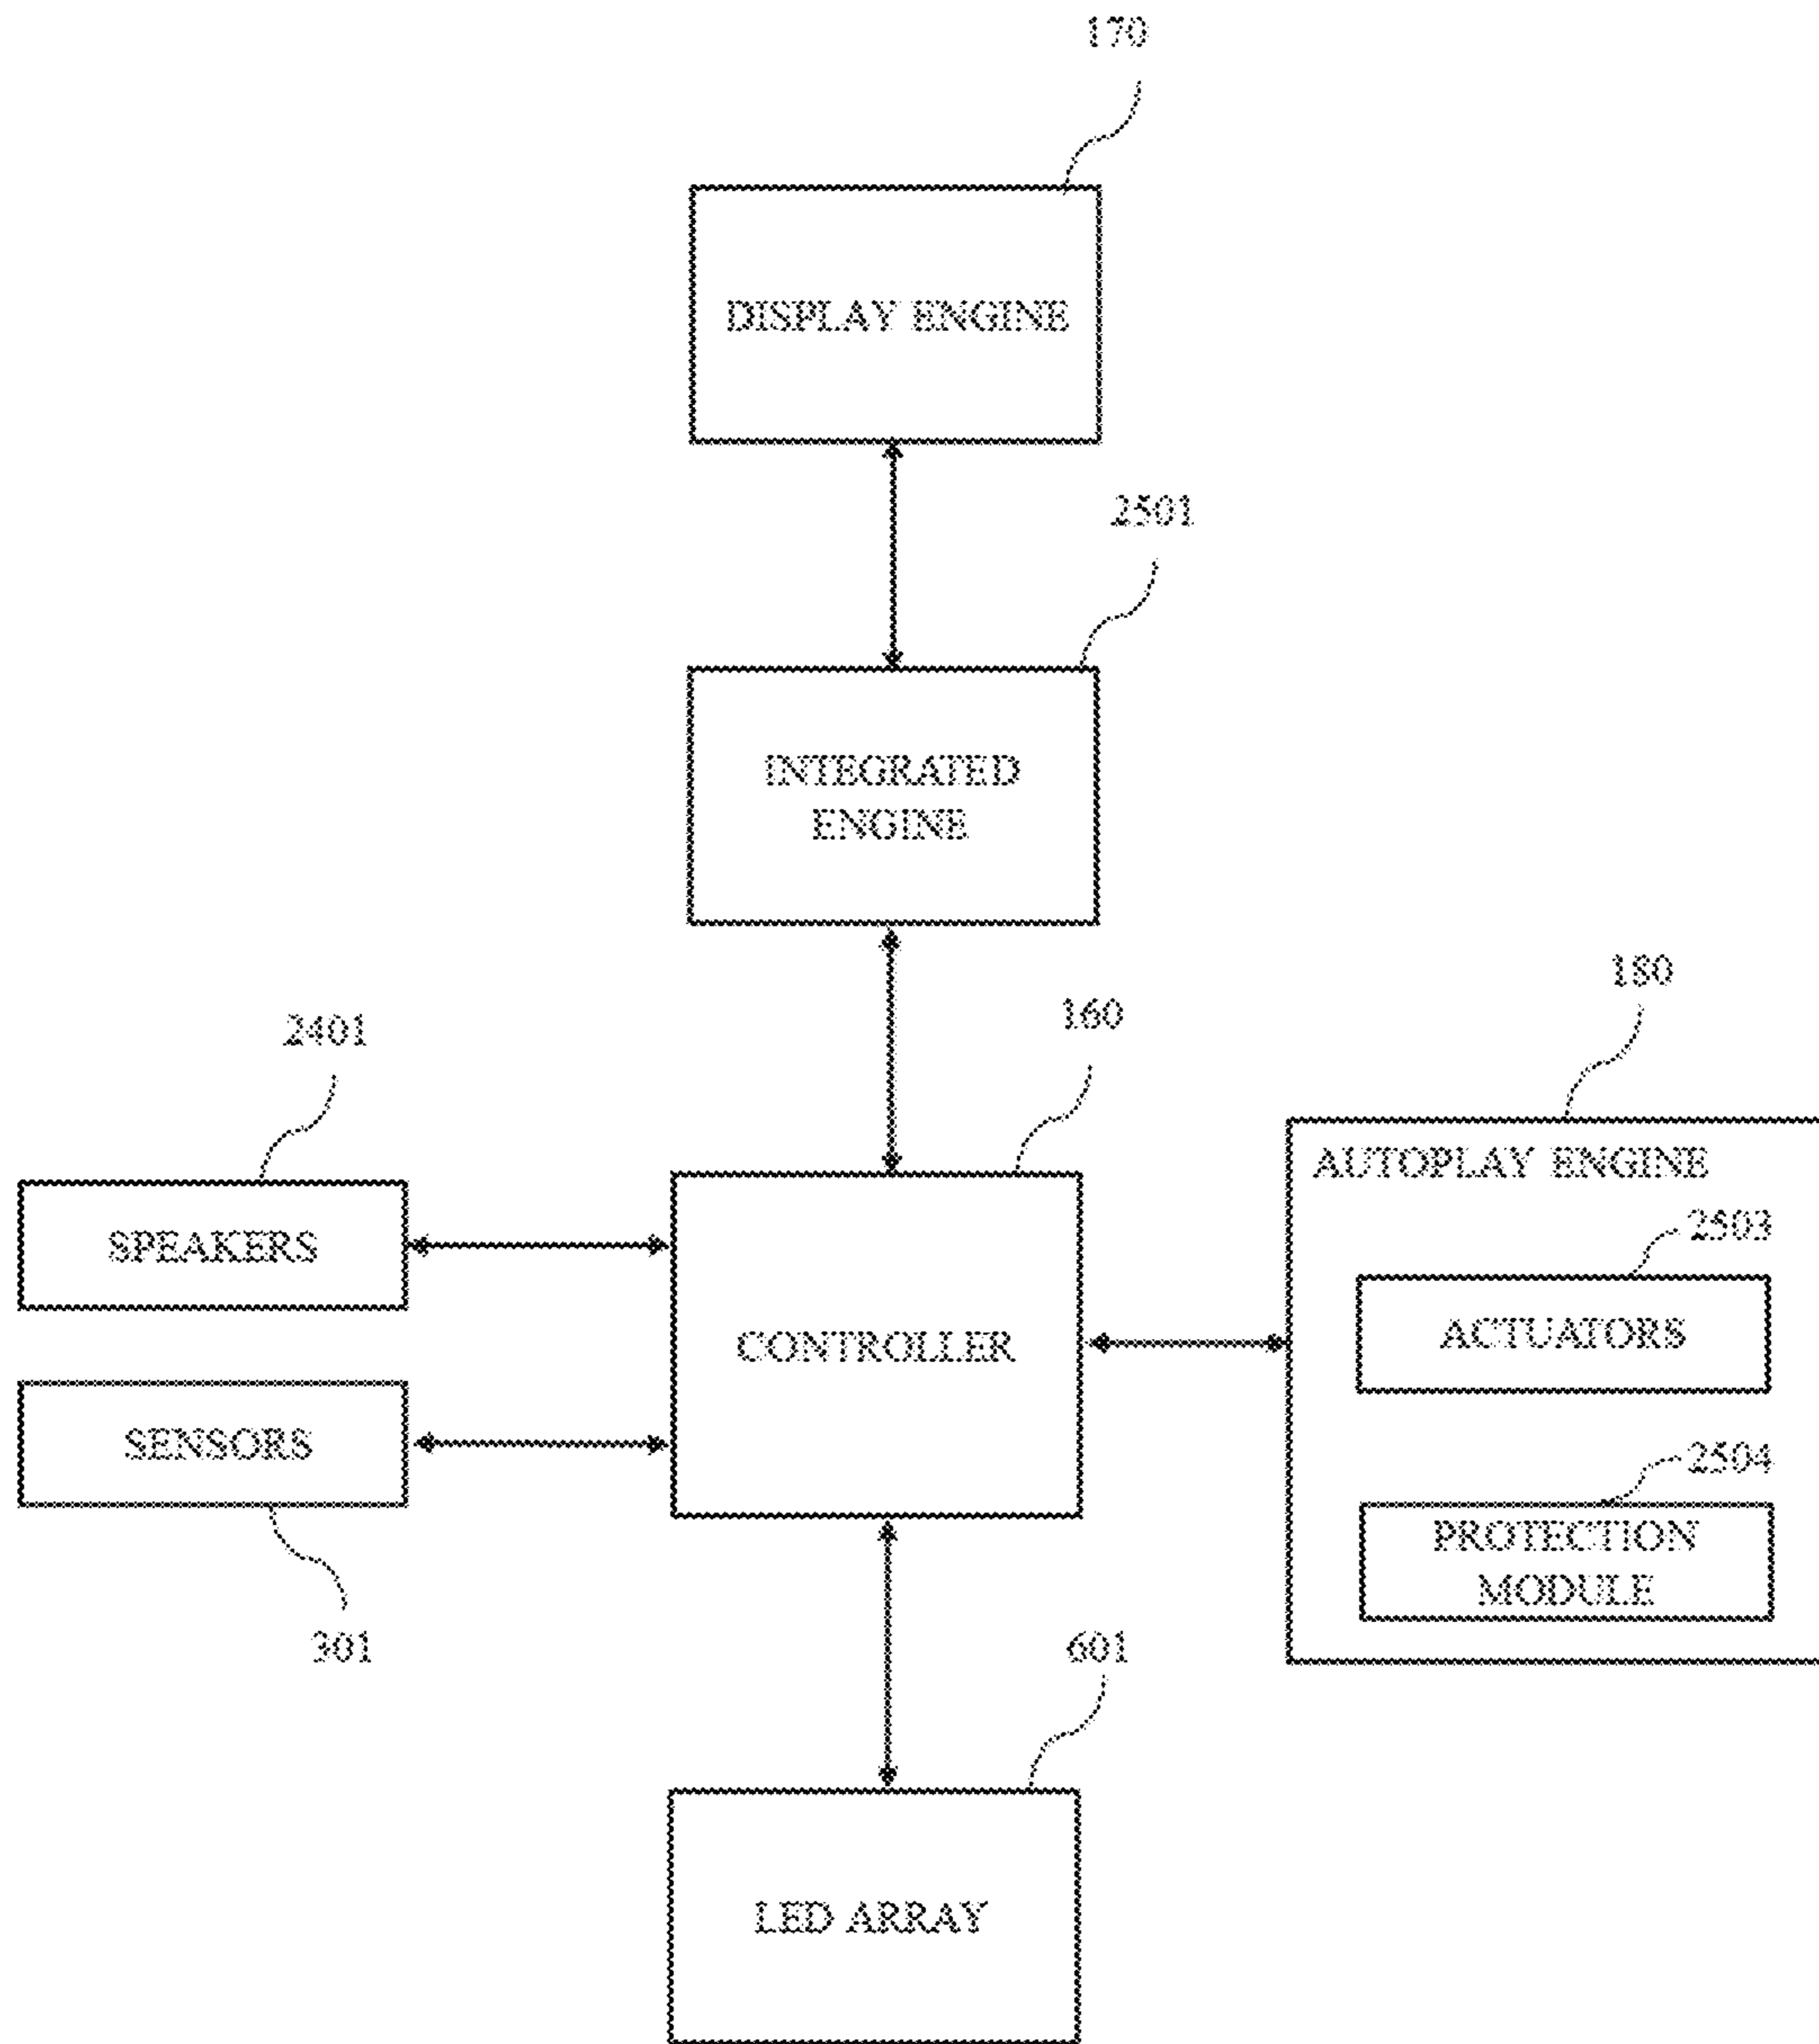 170
DISPLAY ENGINE
2501
INTEGRATED
ENGINE
180
160
2401
AUTOPLAY ENGINE
2503
SPEAKERS
ACTUATORS
CONTROLLER
SENSORS
2504
PROTECTION
MODULE
301
601
LED ARRAY